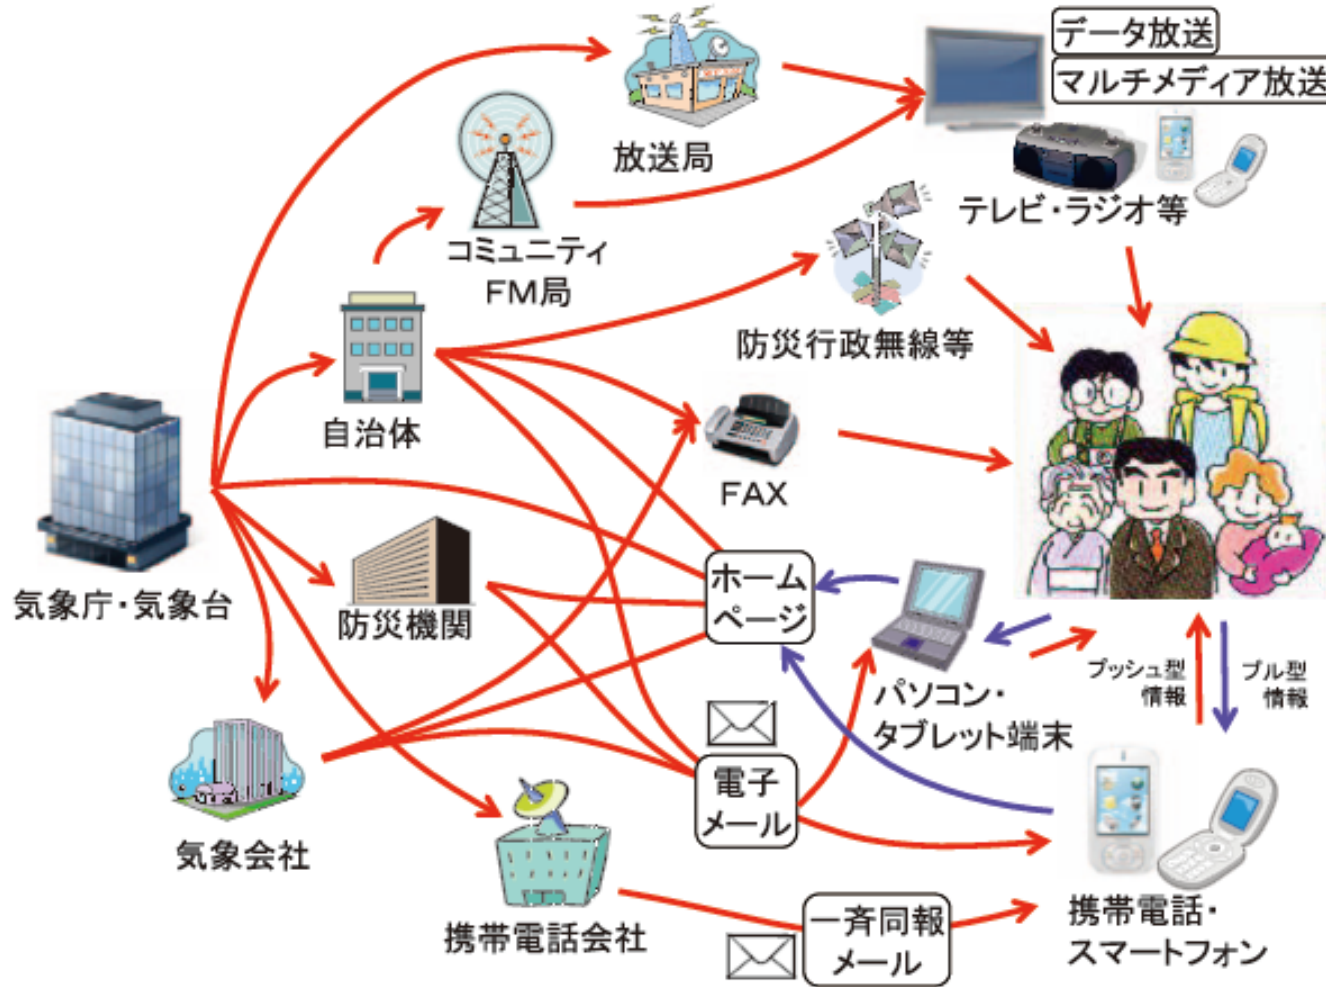 データ放送
マルチメディア放送
放送局
テレビ・ラジオ等
コミュニティ
FM局
防災行政無線等
自治体
FAX
気象庁・気象台
防災機関
ホーム
ページ
パソコン・
タブレット端末
プッシュ型
情報
プル型
情報
電子
メール
気象会社
携帯電話会社
一斉同報
メール
携帯電話・
スマートフォン